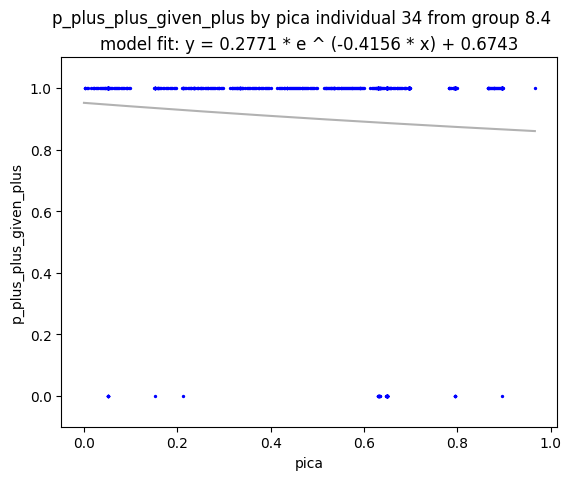 p_plus_plus_given_plus by pica individual 34 from group 8.4
model fit: y = 0.2771 * e ^ (-0.4156 * x) + 0.6743
1.0
0.8
0.6
0.4
0.2
0.0
p_plus_plus_given_plus
0.0 0.2 0.4 0.6 0.8 1.0
pica